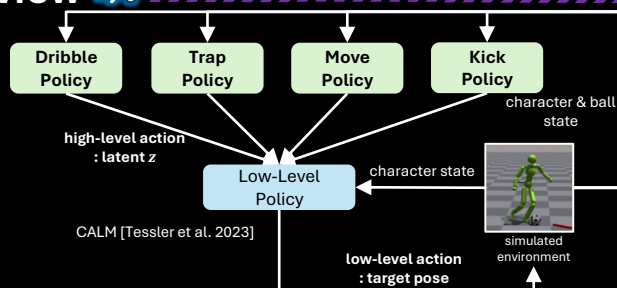 Dribble
Policy
Trap
Policy
Move
Policy
Kick
Policy
character & ball
state
high-level action
: latent z
Low-Level
Policy
character state
CALM [Tessler et al. 2023]
simulated
environment
low-level action
: target pose